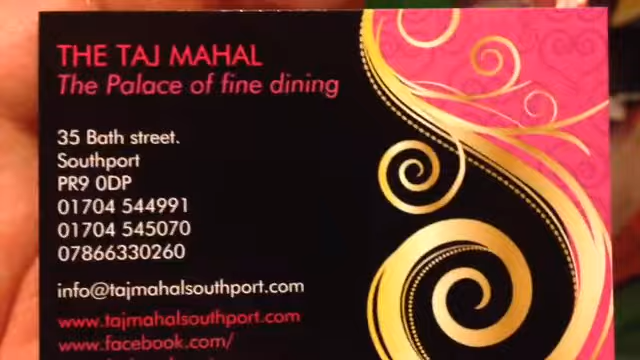 THE TAJ MAHAL
The Palace of fine dining
35 Bath street.
Southport
PR9 0DP
01704 544991
01704 545070
07866330260
info@tajmahalsouthport.com
www.tajmahalsouthport.com
www.facebook.com/